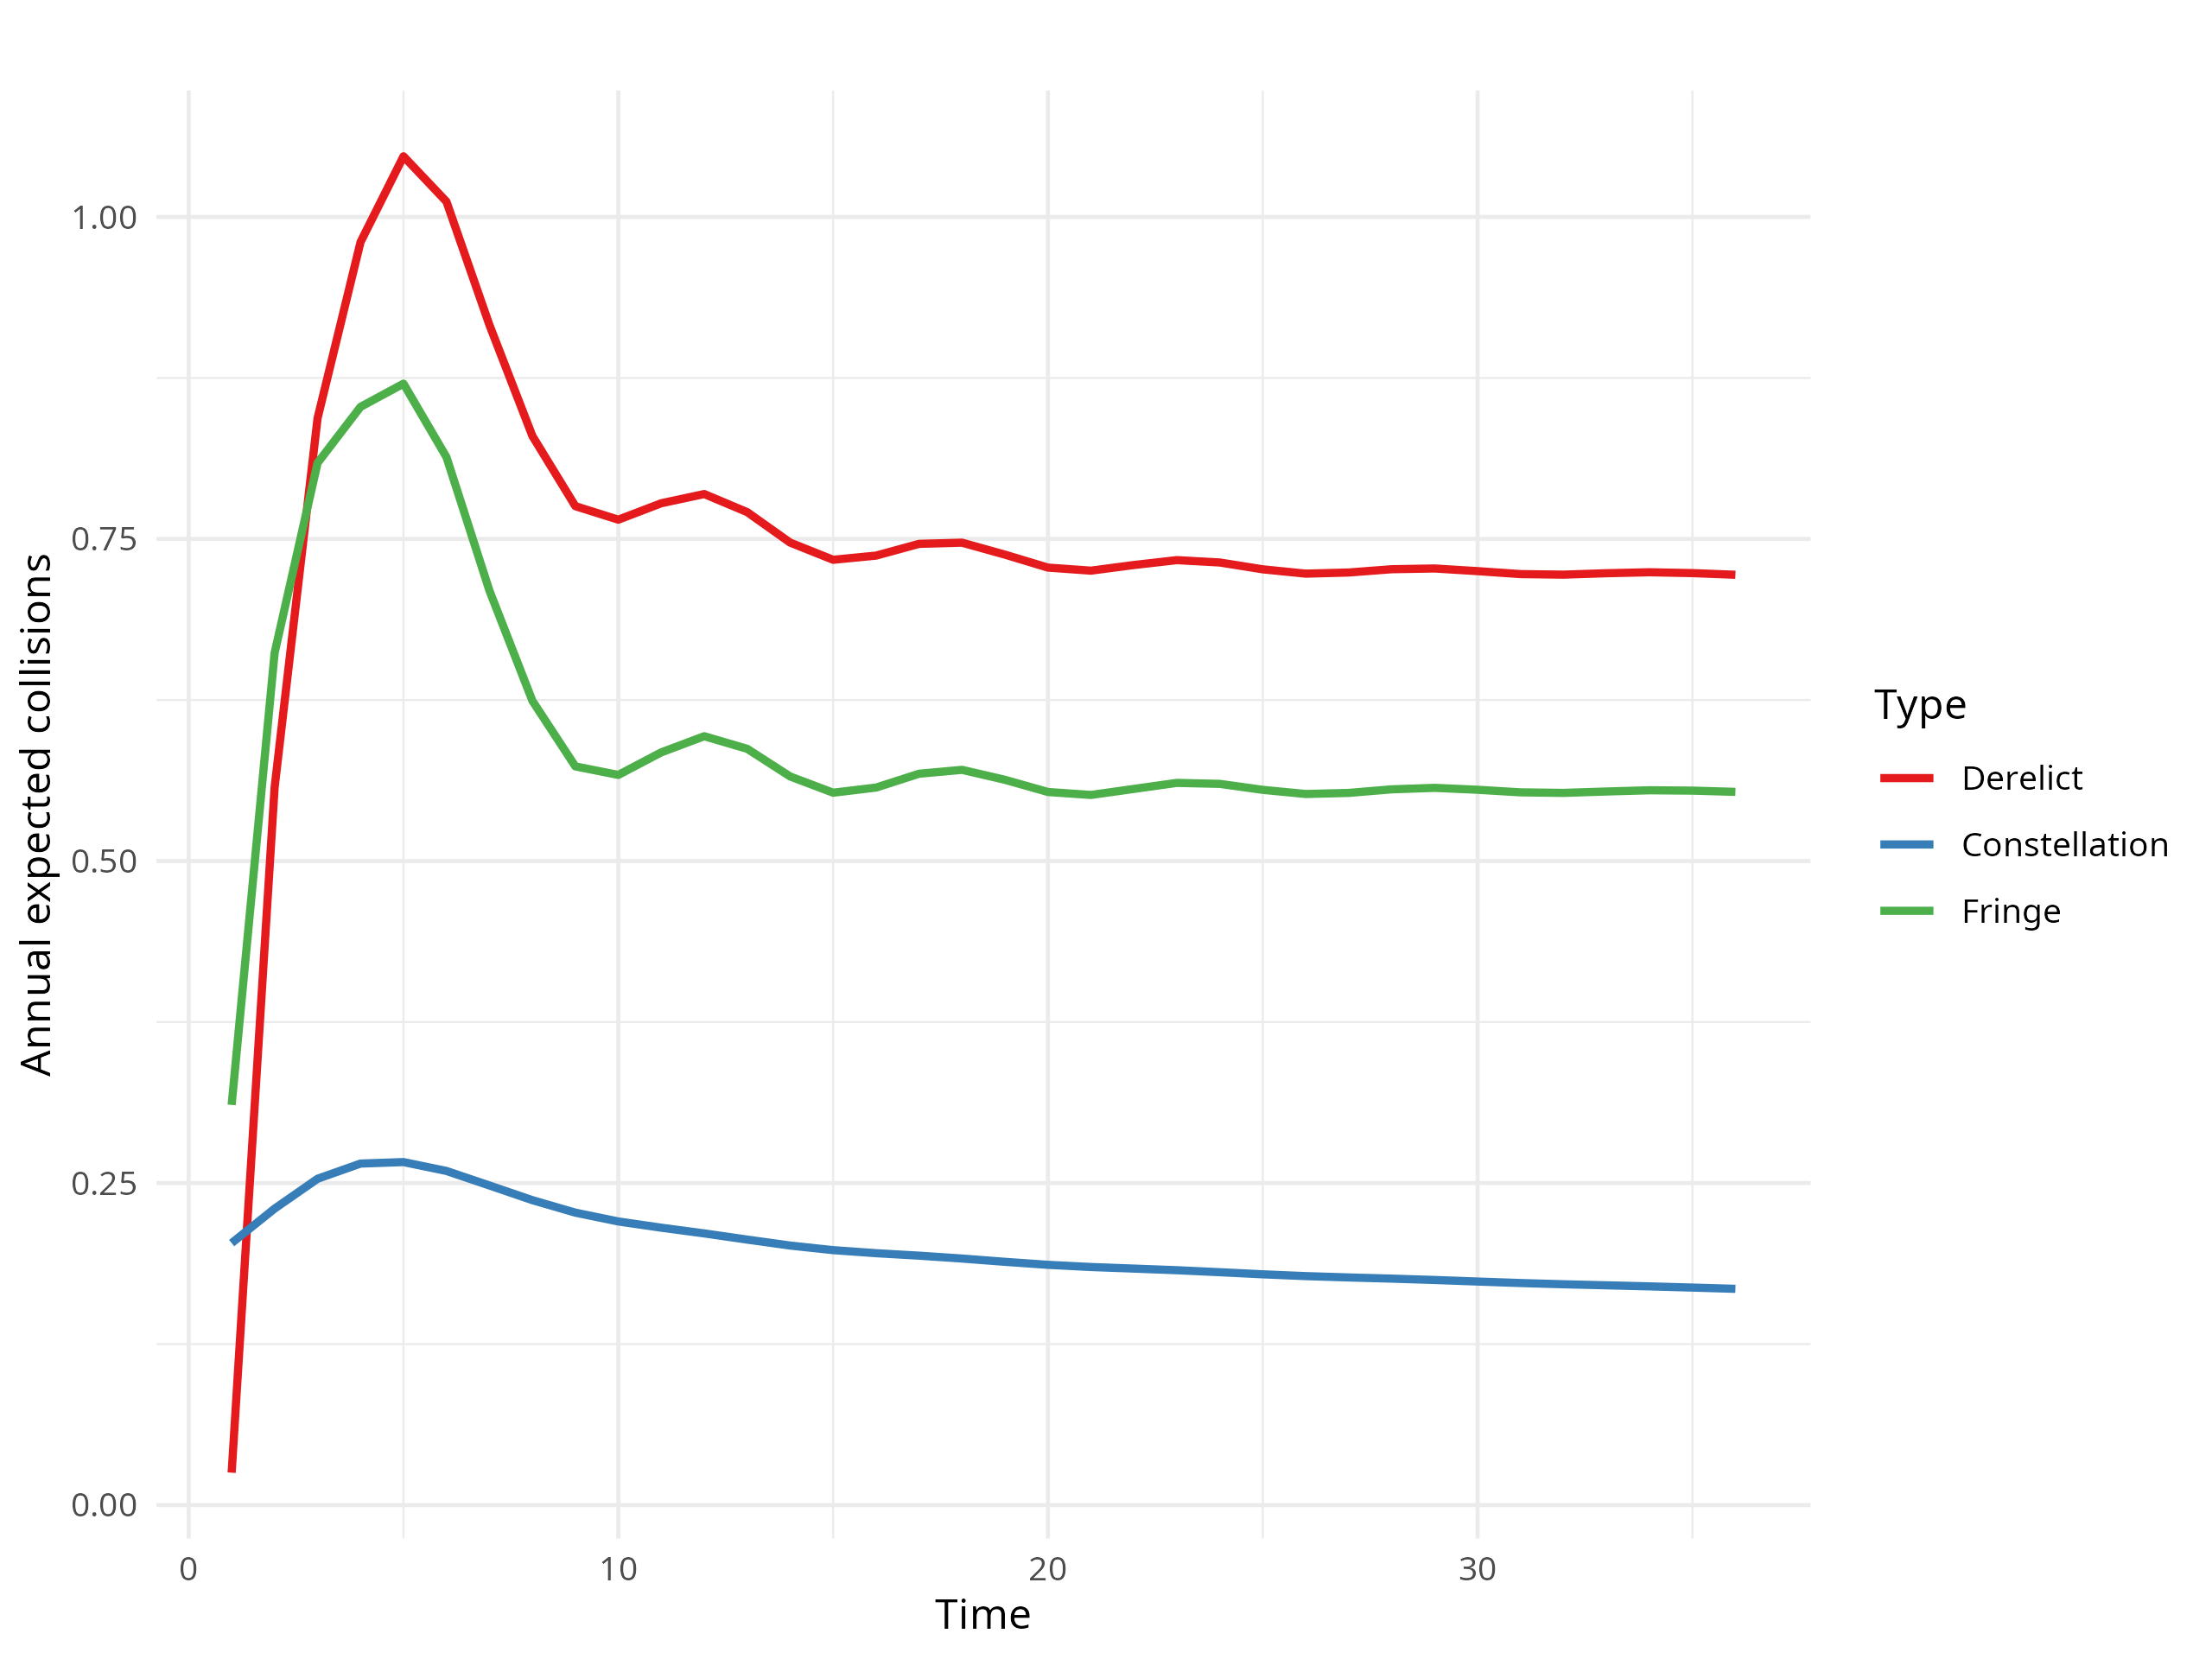 Annual expected collisions
1.00
0.75
0.50
0.25
0.00
0 10 20 30
Time
Type
Derelict
Constellation
Fringe